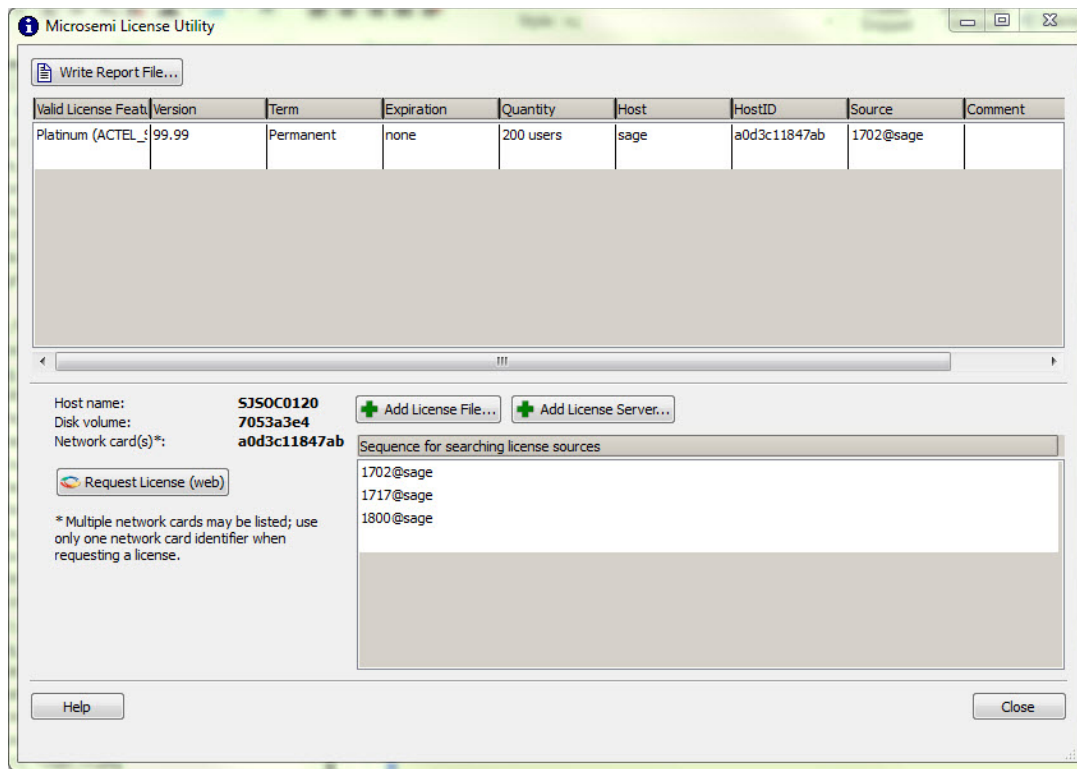 Microsemi License Utility
Write Report File...
Valid License Featu Version Term Expiration Quantity Host HostID Source Comment
Platinum (ACTEL_S 99.99 Permanent none 200 users sage a0d3c11847ab 1702@sage
Host name: SJSOC0120
Disk volume: 7053a3e4
Network card(s)*: a0d3c11847ab
Add License File... Add License Server...
Sequence for searching license sources
1702@sage
1717@sage
1800@sage
Request License (web)
* Multiple network cards may be listed; use
only one network card identifier when
requesting a license.
Help Close